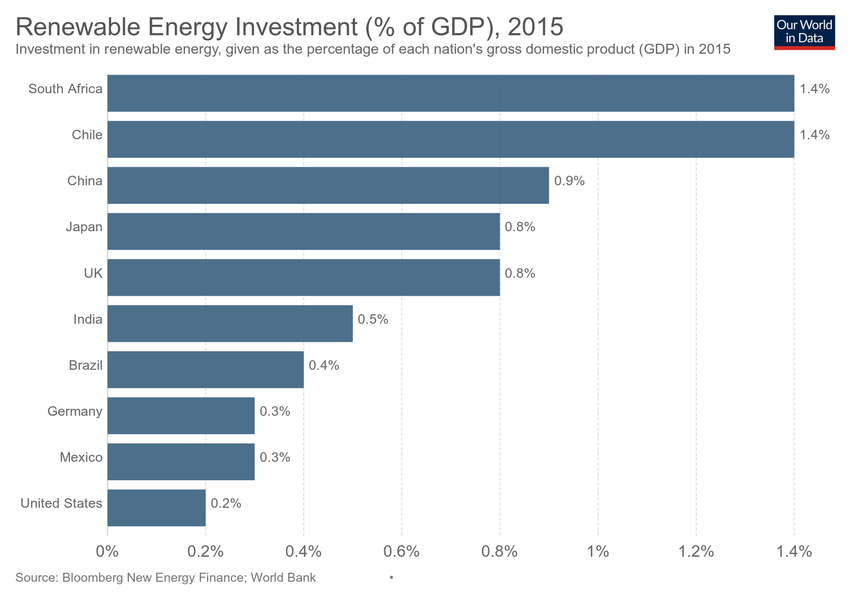 Renewable Energy Investment (% of GDP), 2015
Investment in renewable energy, given as the percentage of each nation's gross domestic product (GDP) in 2015
Our World
in Data
South Africa 1.4%
Chile 1.4%
China 0.9%
Japan 0.8%
UK 0.8%
India 0.5%
Brazil 0.4%
Germany 0.3%
Mexico 0.3%
United States 0.2%
0% 0.2% 0.4% 0.6% 0.8% 1% 1.2% 1.4%
Source: Bloomberg New Energy Finance; World Bank •